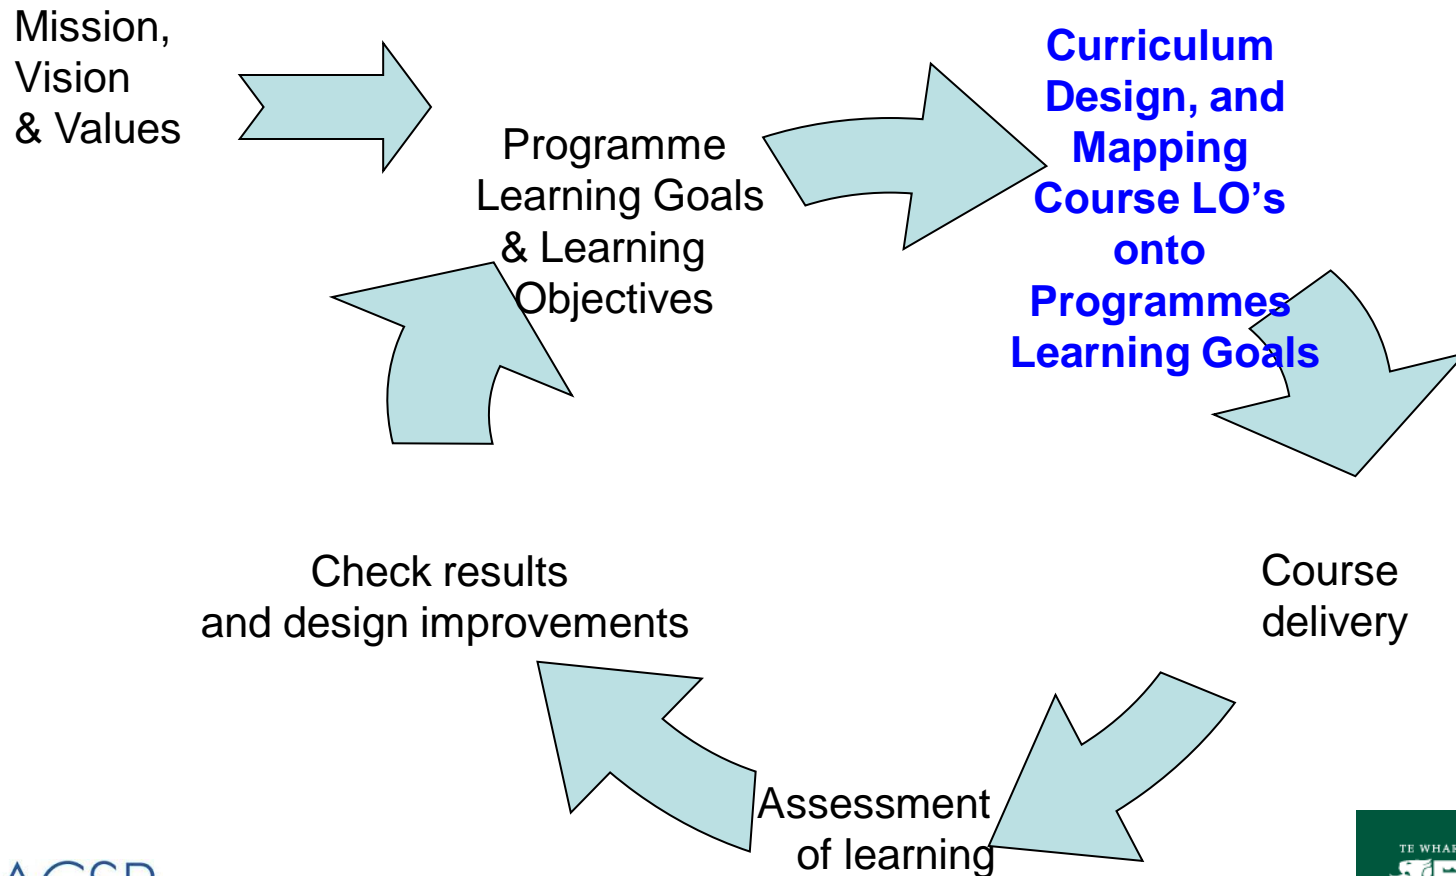 Mission,
Vision
& Values
Programme
Learning Goals
& Learning
Objectives
Curriculum
Design, and
Mapping
Course LO's
onto
Programmes
Learning Goals
Course
delivery
Assessment
of learning
Check results
and design improvements